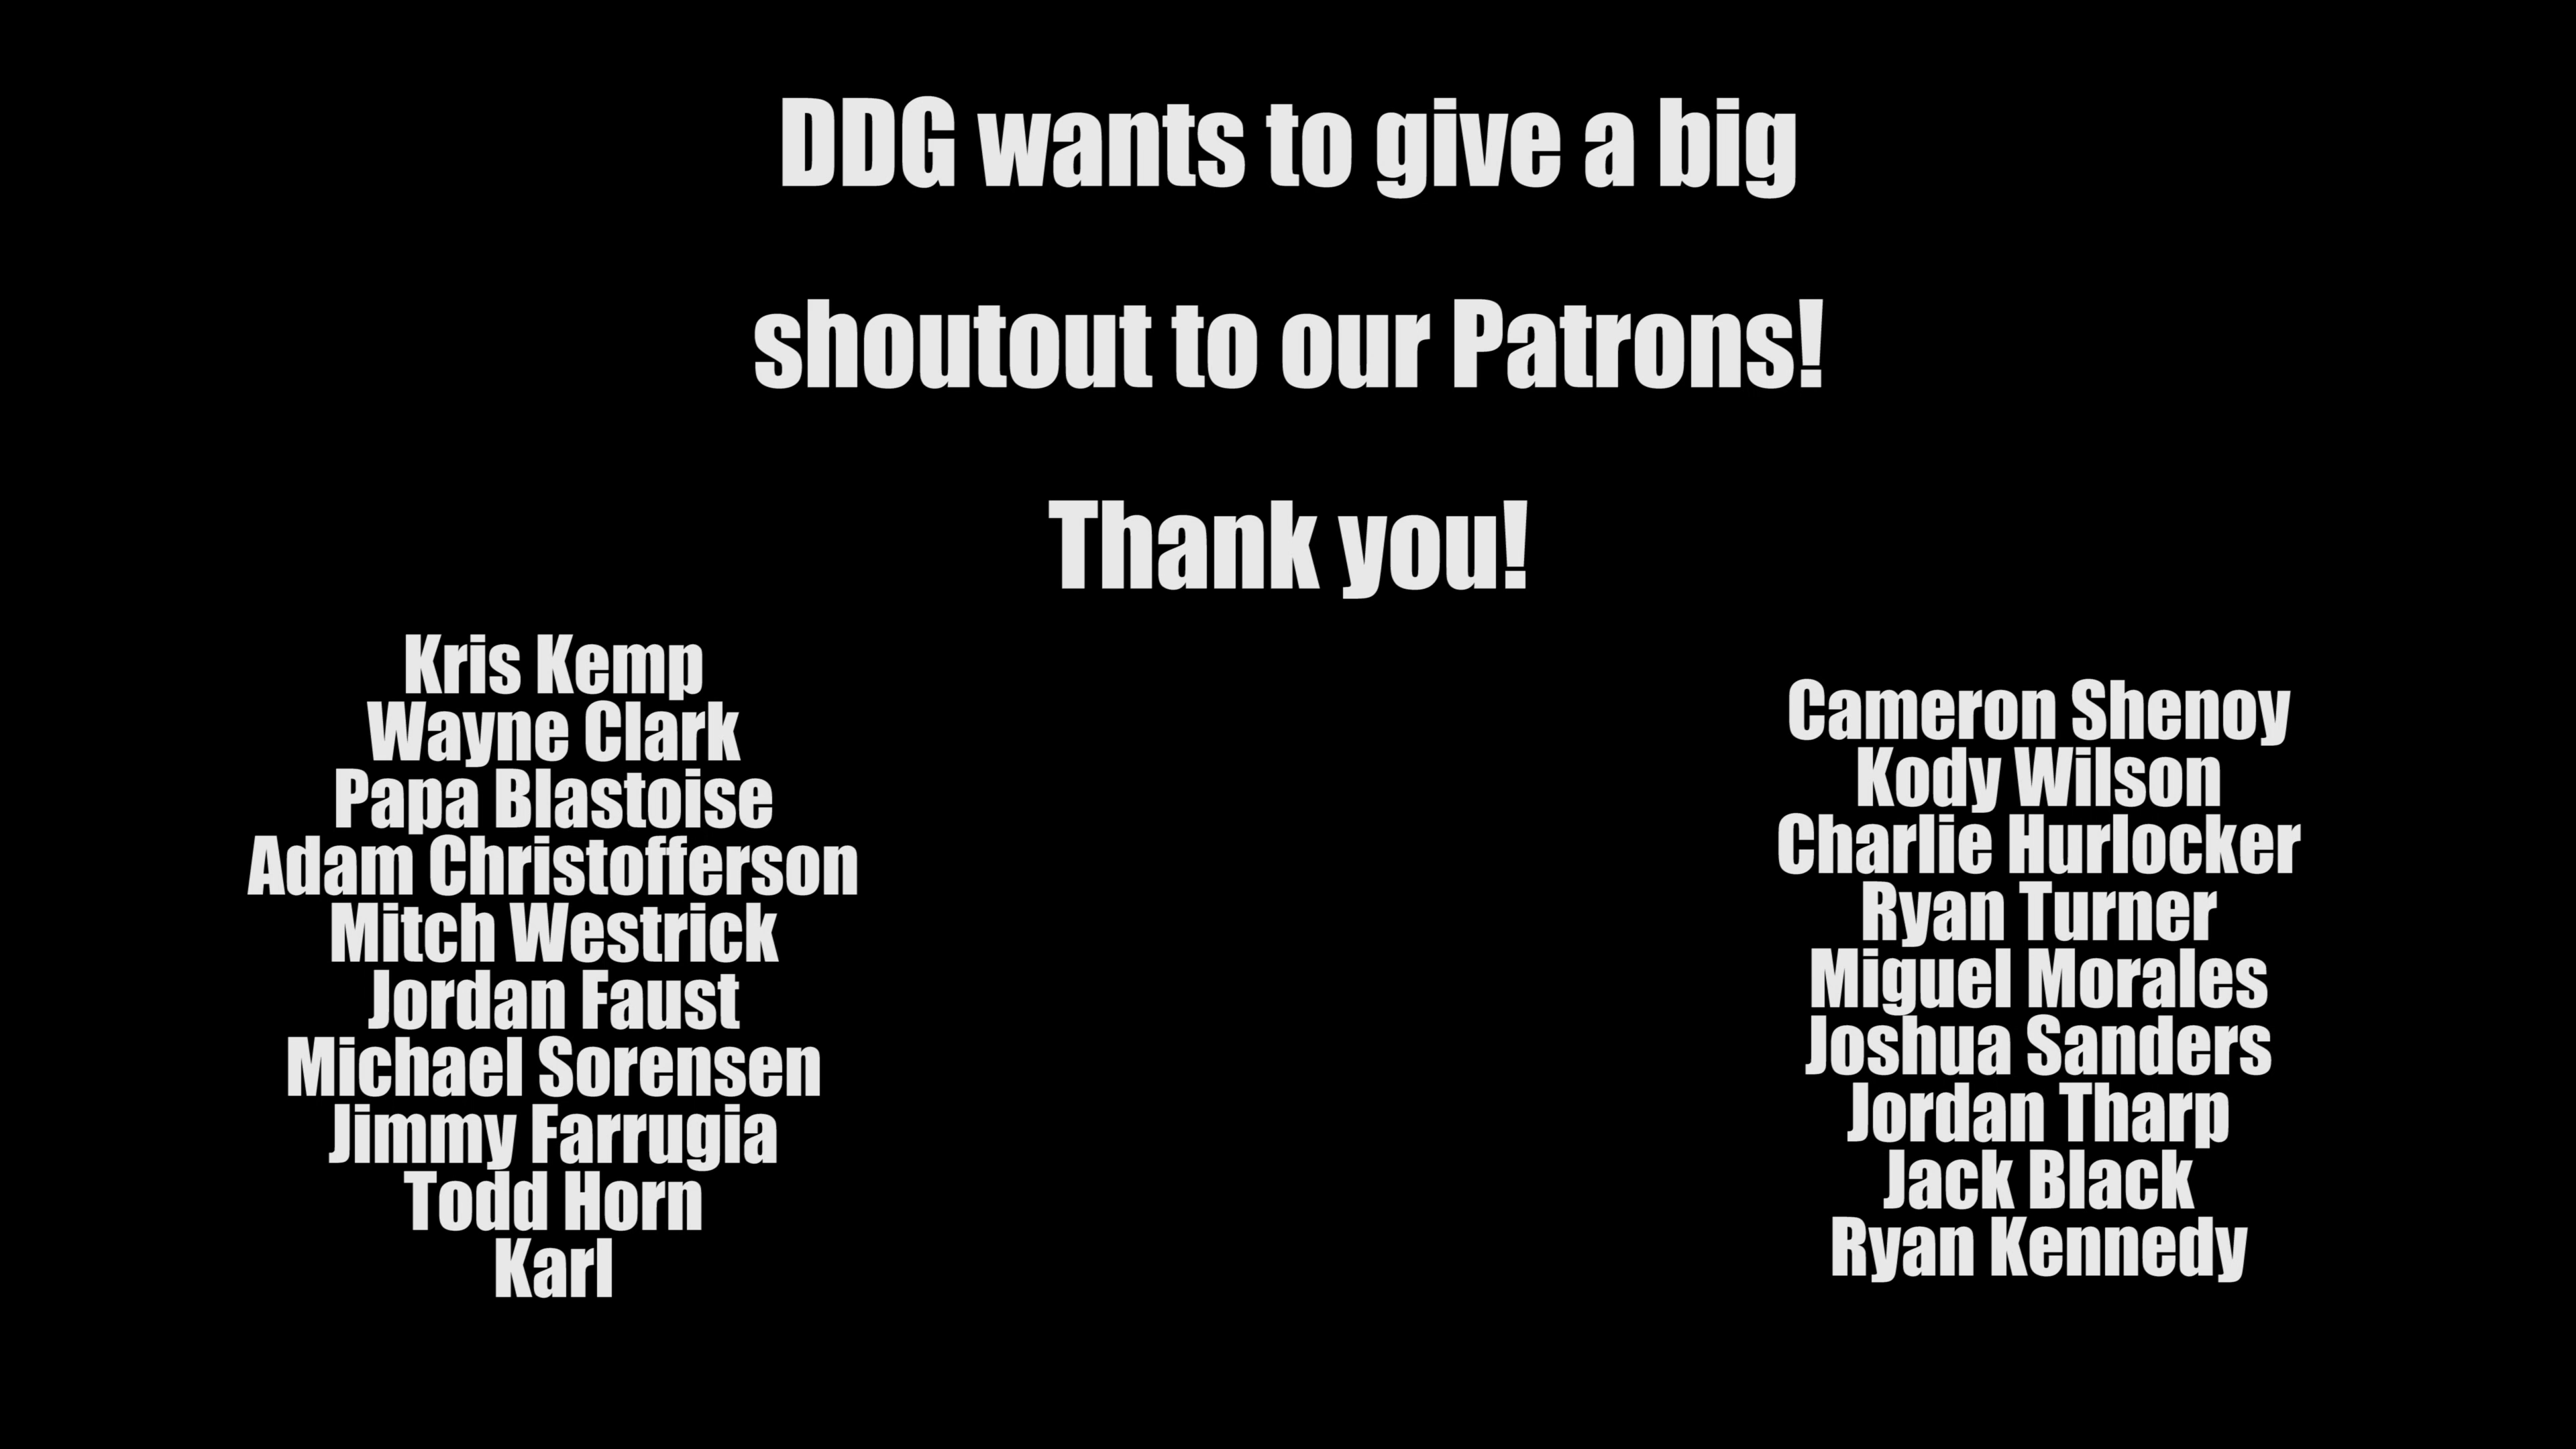 DDG wants to give a big
shoutout to our Patrons!
Thank you!
Kris Kemp
Wayne Clark
Papa Blastoise
Adam Christofferson
Mitch Westrick
Jordan Faust
Michael Sorensen
Jimmy Farrugia
Todd Horn
Karl
Cameron Shenoy
Kody Wilson
Charlie Hurlocker
Ryan Turner
Miguel Morales
Joshua Sanders
Jordan Tharp
Jack Black
Ryan Kennedy